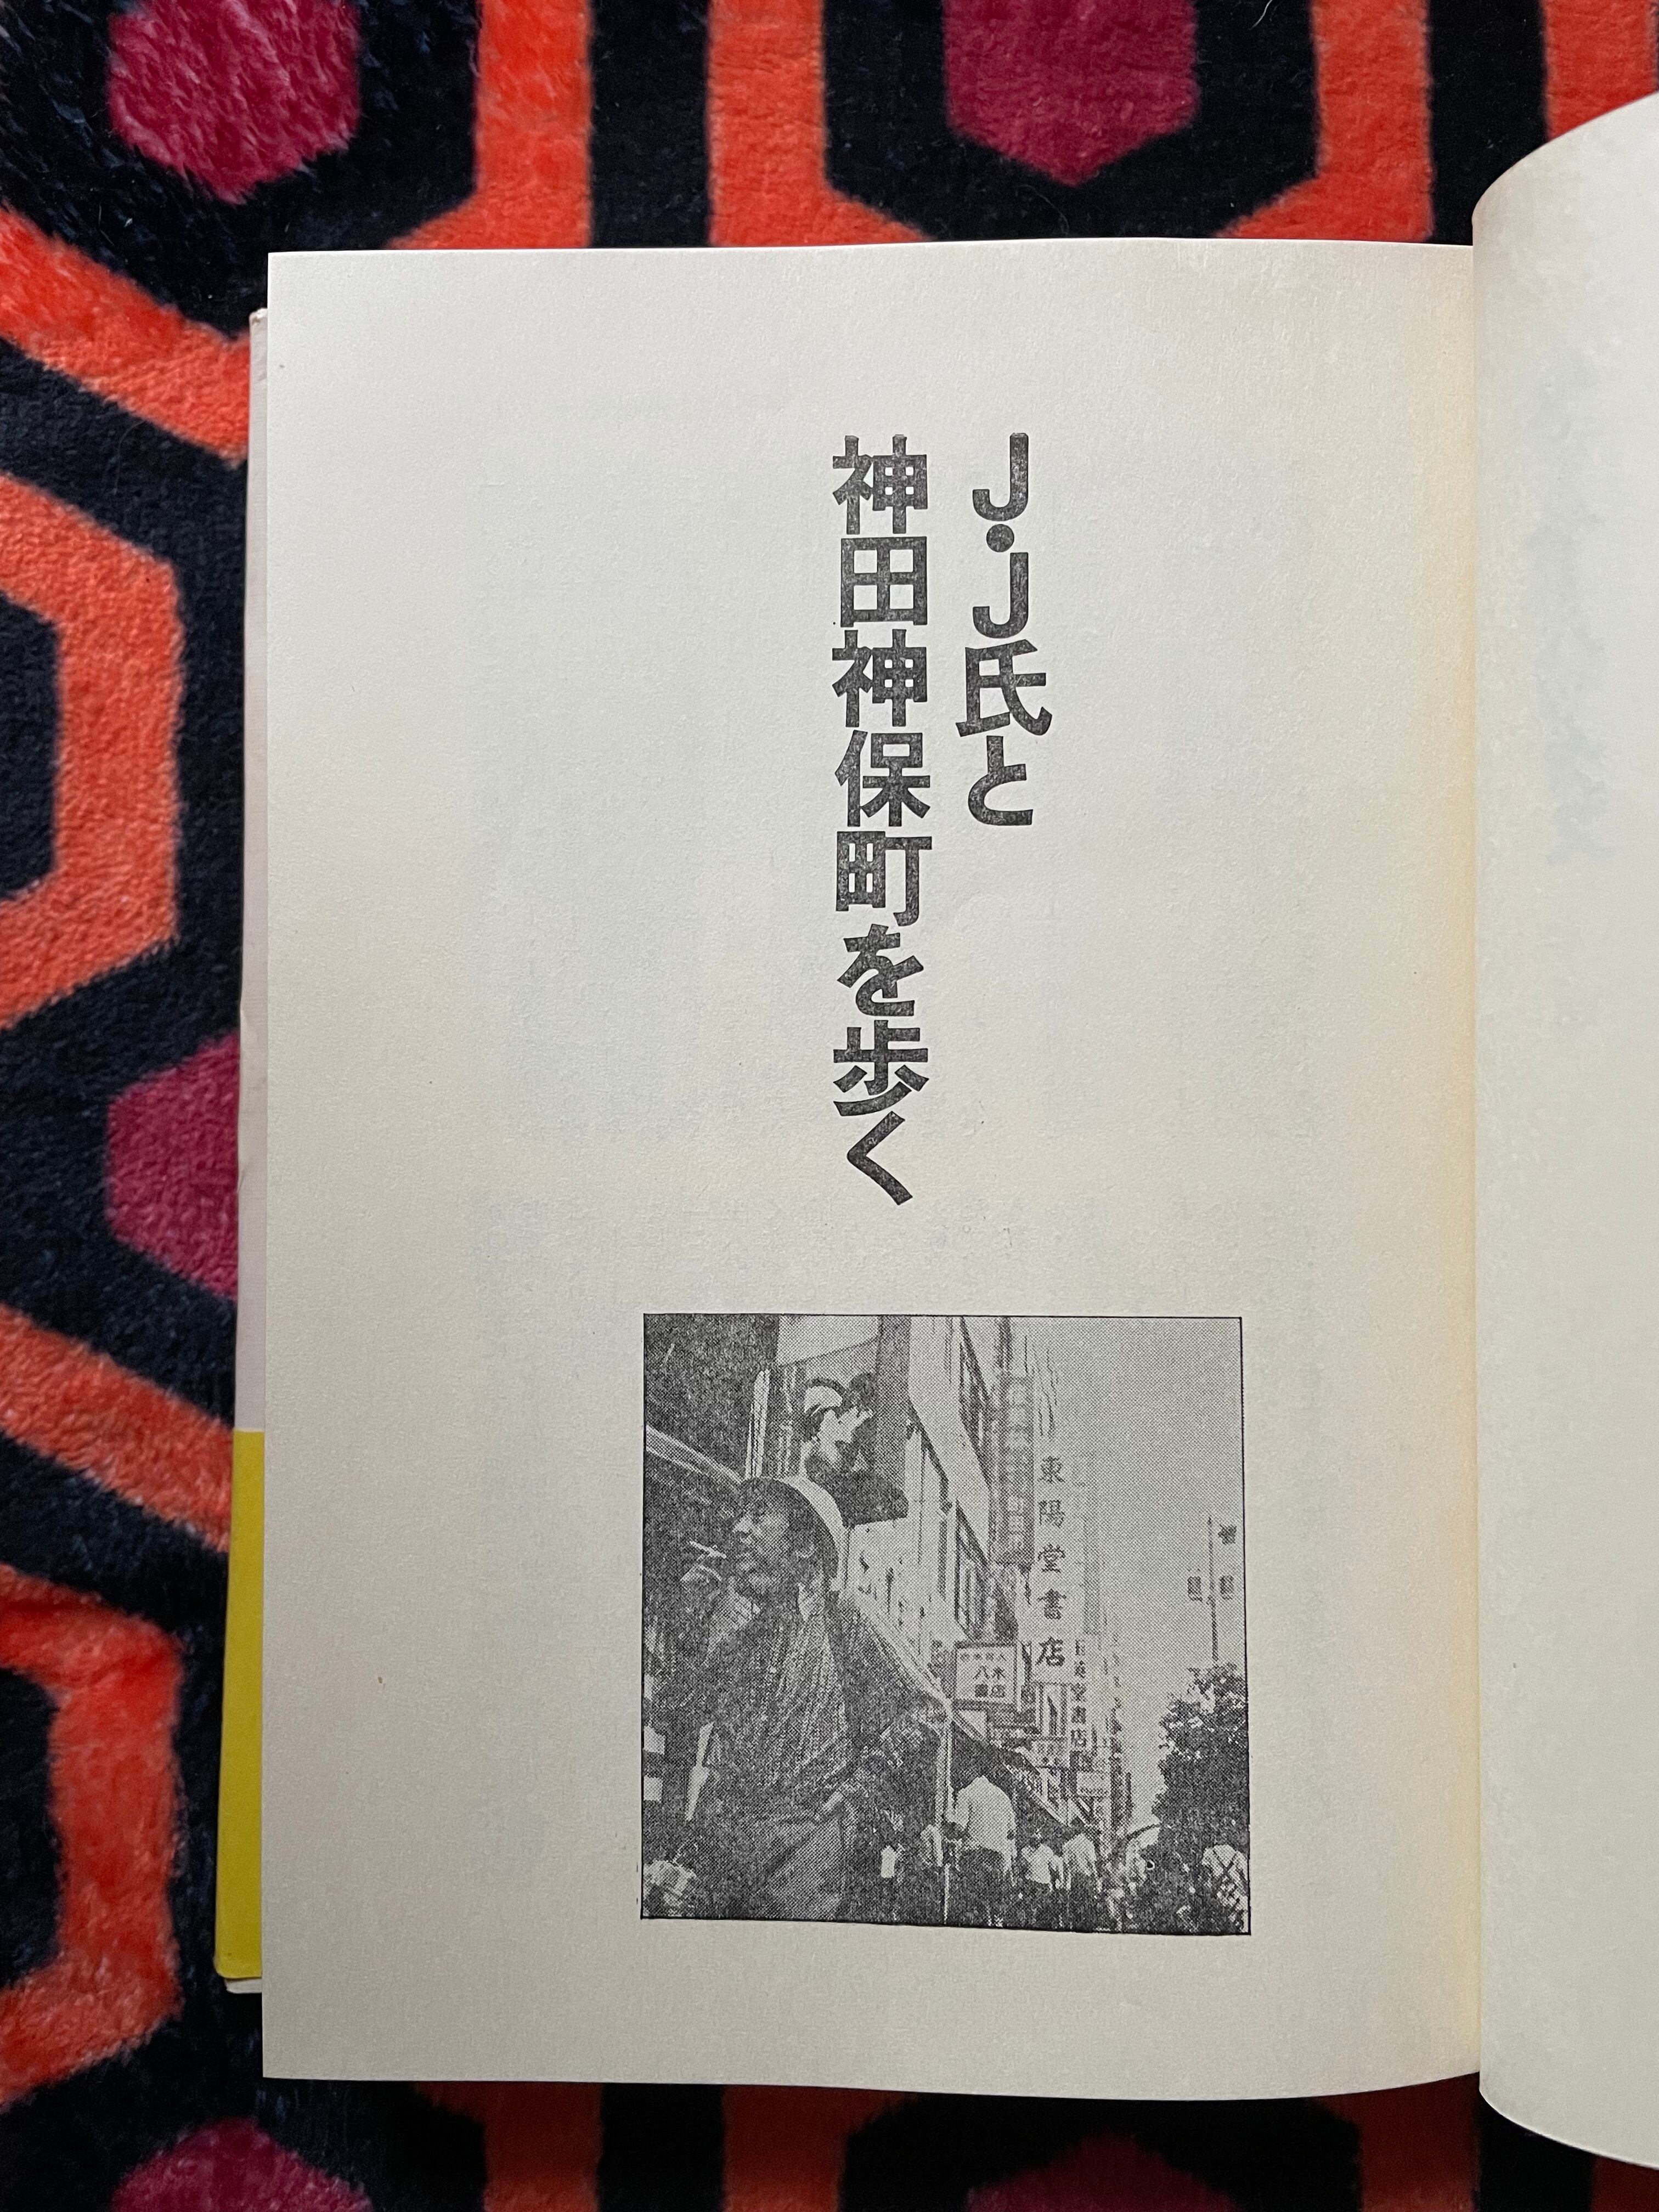 J・J氏と
神田神保町を歩く
東陽堂書店
八木
書店